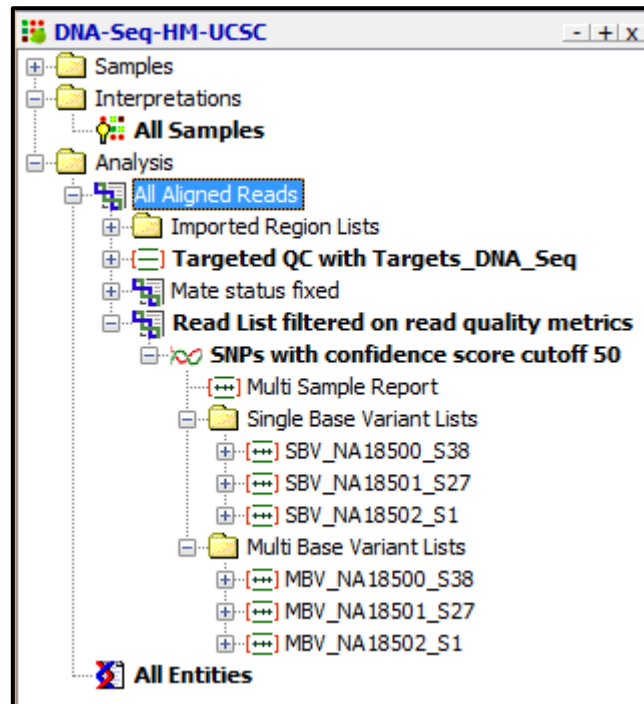 DNA-Seq-HM-UCSC - + x
Samples
Interpretations
All Samples
Analysis
All Aligned Reads
Imported Region Lists
Targeted QC with Targets_DNA_Seq
Mate status fixed
Read List filtered on read quality metrics
SNPs with confidence score cutoff 50
Multi Sample Report
Single Base Variant Lists
SBV_NA18500_S38
SBV_NA18501_S27
SBV_NA18502_S1
Multi Base Variant Lists
MBV_NA18500_S38
MBV_NA18501_S27
MBV_NA18502_S1
All Entities